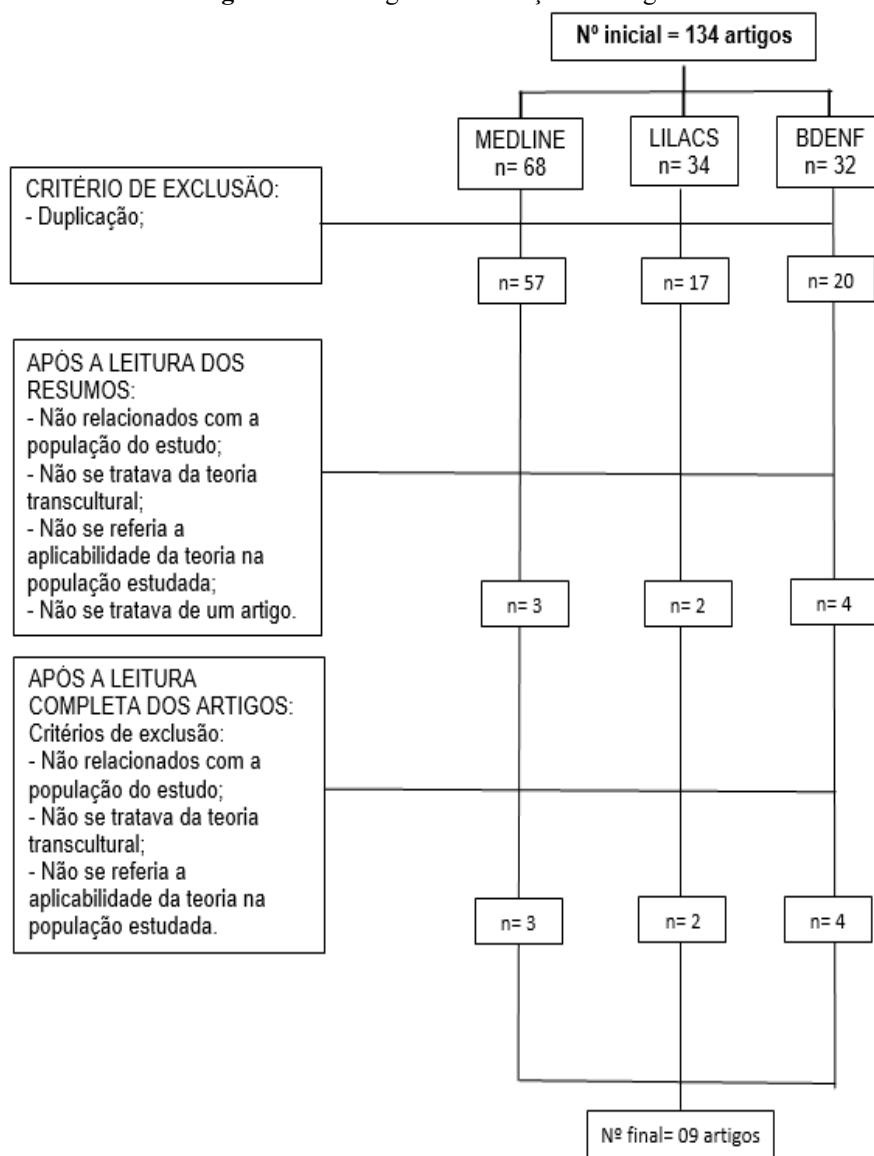 Nº inicial = 134 artigos
MEDLINE
n= 68
LILACS
n= 34
BDENF
n= 32
CRITÉRIO DE EXCLUSÃO:
- Duplicação;
n= 57
n= 17
n= 20
APÓS A LEITURA DOS
RESUMOS:
- Não relacionados com a
população do estudo;
- Não se tratava da teoria
transcultural;
- Não se referia a
aplicabilidade da teoria na
população estudada;
- Não se tratava de um artigo.
n= 3
n= 2
n= 4
APÓS A LEITURA
COMPLETA DOS ARTIGOS:
Critérios de exclusão:
- Não relacionados com a
população do estudo;
- Não se tratava da teoria
transcultural;
- Não se referia a
aplicabilidade da teoria na
população estudada.
n= 3
n= 2
n= 4
Nº final= 09 artigos